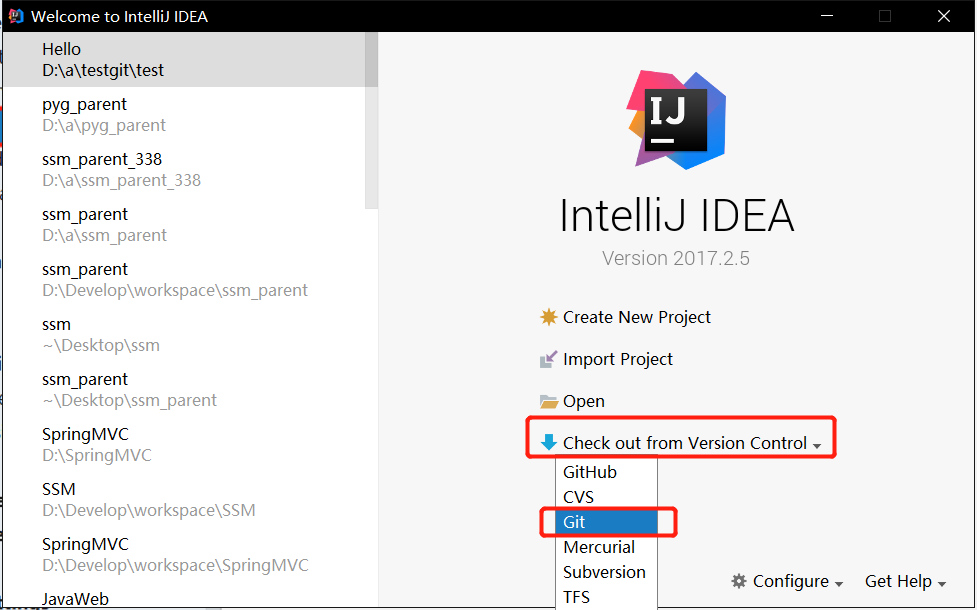 Welcome to IntelliJ IDEA
Hello
D:\a\testgit\test
pyg_parent
D:\a\pyg_parent
ssm_parent_338
D:\a\ssm_parent_338
ssm_parent
D:\a\ssm_parent
ssm_parent
D:\Develop\workspace\ssm_parent
ssm
~\Desktop\ssm
ssm_parent
~\Desktop\ssm_parent
SpringMVC
D:\SpringMVC
SSM
D:\Develop\workspace\SSM
SpringMVC
D:\Develop\workspace\SpringMVC
JavaWeb
IJ
IntelliJ IDEA
Version 2017.2.5
Create New Project
Import Project
Open
Check out from Version Control
GitHub
CVS
Git
Mercurial
Subversion
TFS
Configure
Get Help